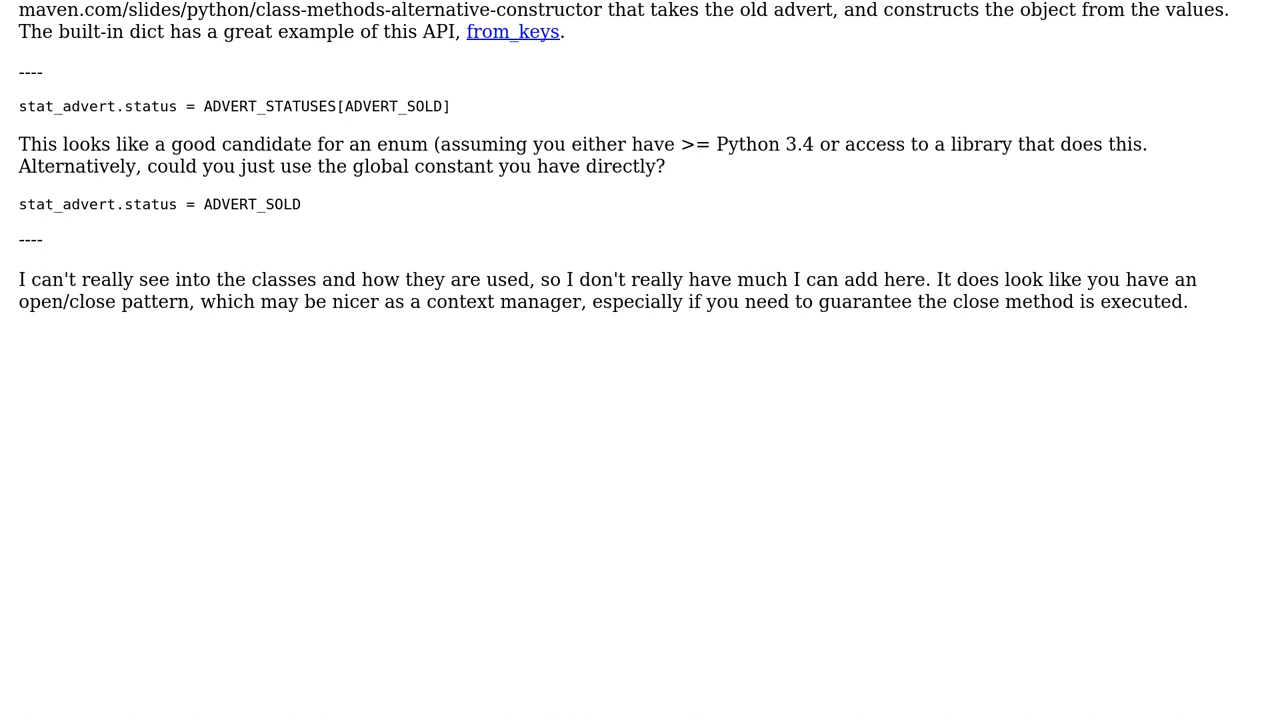 maven.com/slides/python/class-methods-alternative-constructor that takes the old advert, and constructs the object from the values.
The built-in dict has a great example of this API, from_keys.
----
stat_advert.status = ADVERT_STATUSES[ADVERT_SOLD]
This looks like a good candidate for an enum (assuming you either have >= Python 3.4 or access to a library that does this.
Alternatively, could you just use the global constant you have directly?
stat_advert.status = ADVERT_SOLD
----
I can't really see into the classes and how they are used, so I don't really have much I can add here. It does look like you have an
open/close pattern, which may be nicer as a context manager, especially if you need to guarantee the close method is executed.